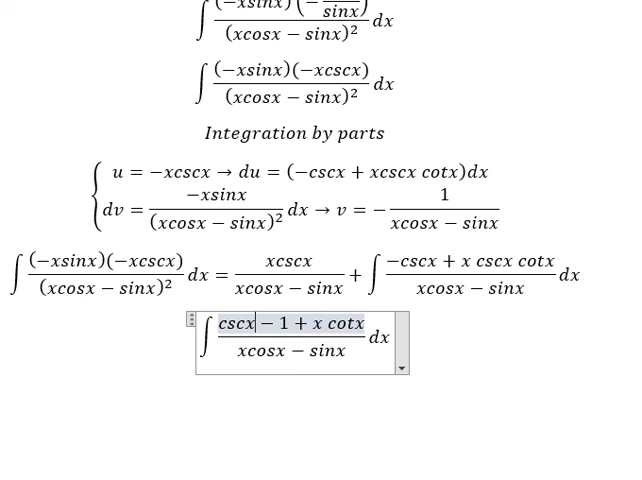 ∫ (−xsinx)(− /sinx)/(xcosx − sinx)² dx
∫ (−xsinx)(−xcscx)/(xcosx − sinx)² dx
Integration by parts
{ u = −xcscx → du = (−cscx + xcscx cotx)dx
dv = −xsinx/(xcosx − sinx)² dx → v = − 1/(xcosx − sinx)
∫ (−xsinx)(−xcscx)/(xcosx − sinx)² dx = xcscx/(xcosx − sinx) + ∫ (−cscx + x cscx cotx)/(xcosx − sinx) dx
∫ (cscx − 1 + x cotx)/(xcosx − sinx) dx